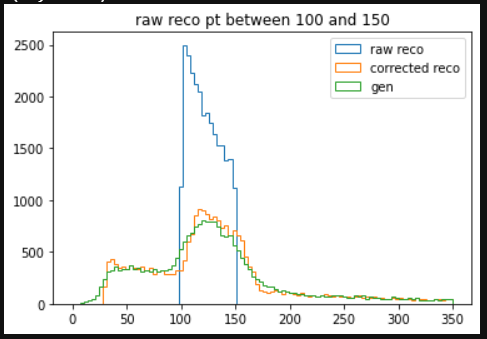 raw reco pt between 100 and 150
raw reco
corrected reco
gen
2500
2000
1500
1000
500
0
0 50 100 150 200 250 300 350